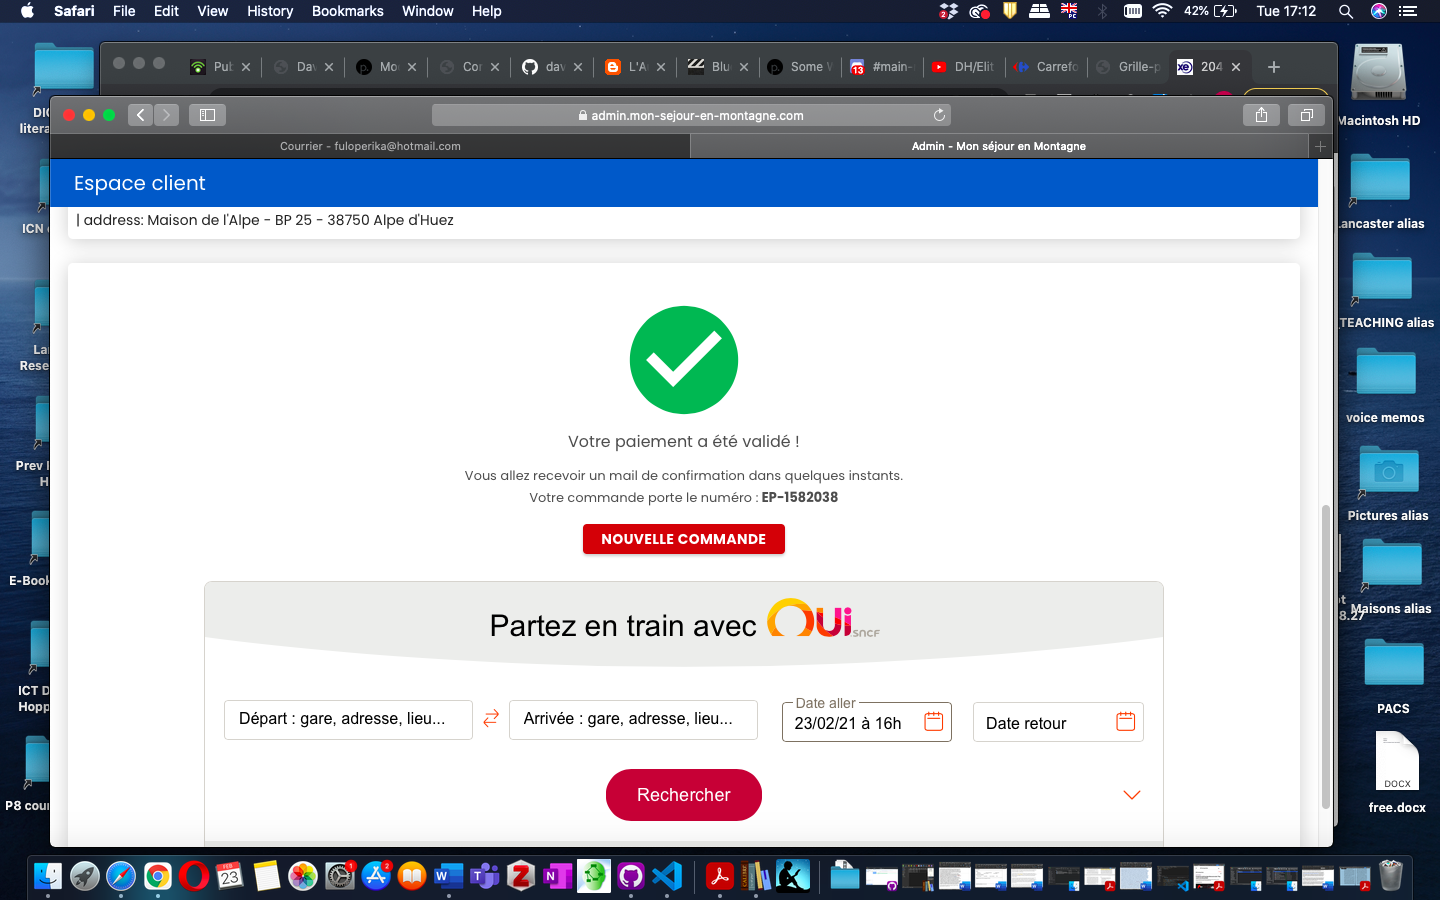 Safari File Edit View History Bookmarks Window Help
42% Tue 17:12
Pub Dav Mo Cor dav L'A Blu Some W #main- DH/Elit Carrefo Grille-p 204
admin.mon-sejour-en-montagne.com
Courrier - fuloperika@hotmail.com
Admin - Mon séjour en Montagne
Espace client
| address: Maison de l'Alpe - BP 25 - 38750 Alpe d'Huez
Votre paiement a été validé !
Vous allez recevoir un mail de confirmation dans quelques instants.
Votre commande porte le numéro : EP-1582038
NOUVELLE COMMANDE
Partez en train avec OUi SNCF
Départ : gare, adresse, lieu...
Arrivée : gare, adresse, lieu...
Date aller
23/02/21 à 16h
Date retour
Rechercher
litera
ICN
Rese
Prev
E-Book
ICT D
Hopp
P8 cour
Macintosh HD
ancaster alias
TEACHING alias
voice memos
Pictures alias
Maisons alias
8.27
PACS
DOCX
free.docx
FEB
23